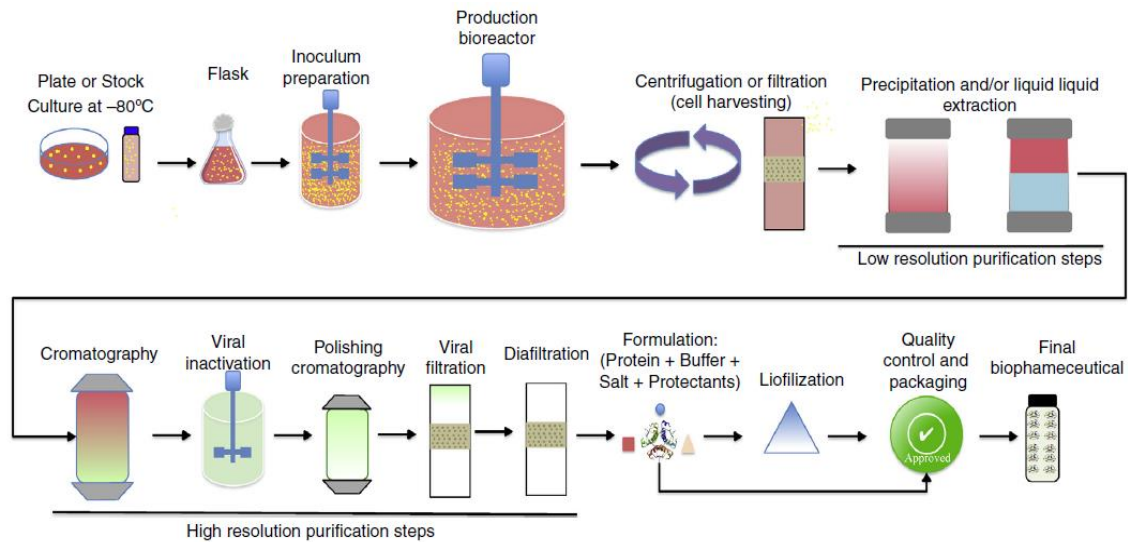 Plate or Stock
Culture at –80ºC
Flask
Inoculum
preparation
Production
bioreactor
Centrifugation or filtration
(cell harvesting)
Precipitation and/or liquid liquid
extraction
Low resolution purification steps
Cromatography
Viral
inactivation
Polishing
cromatography
Viral
filtration
Diafiltration
Formulation:
(Protein + Buffer +
Salt + Protectants)
Liofilization
Quality
control and
packaging
Approved
Final
biophameceutical
High resolution purification steps